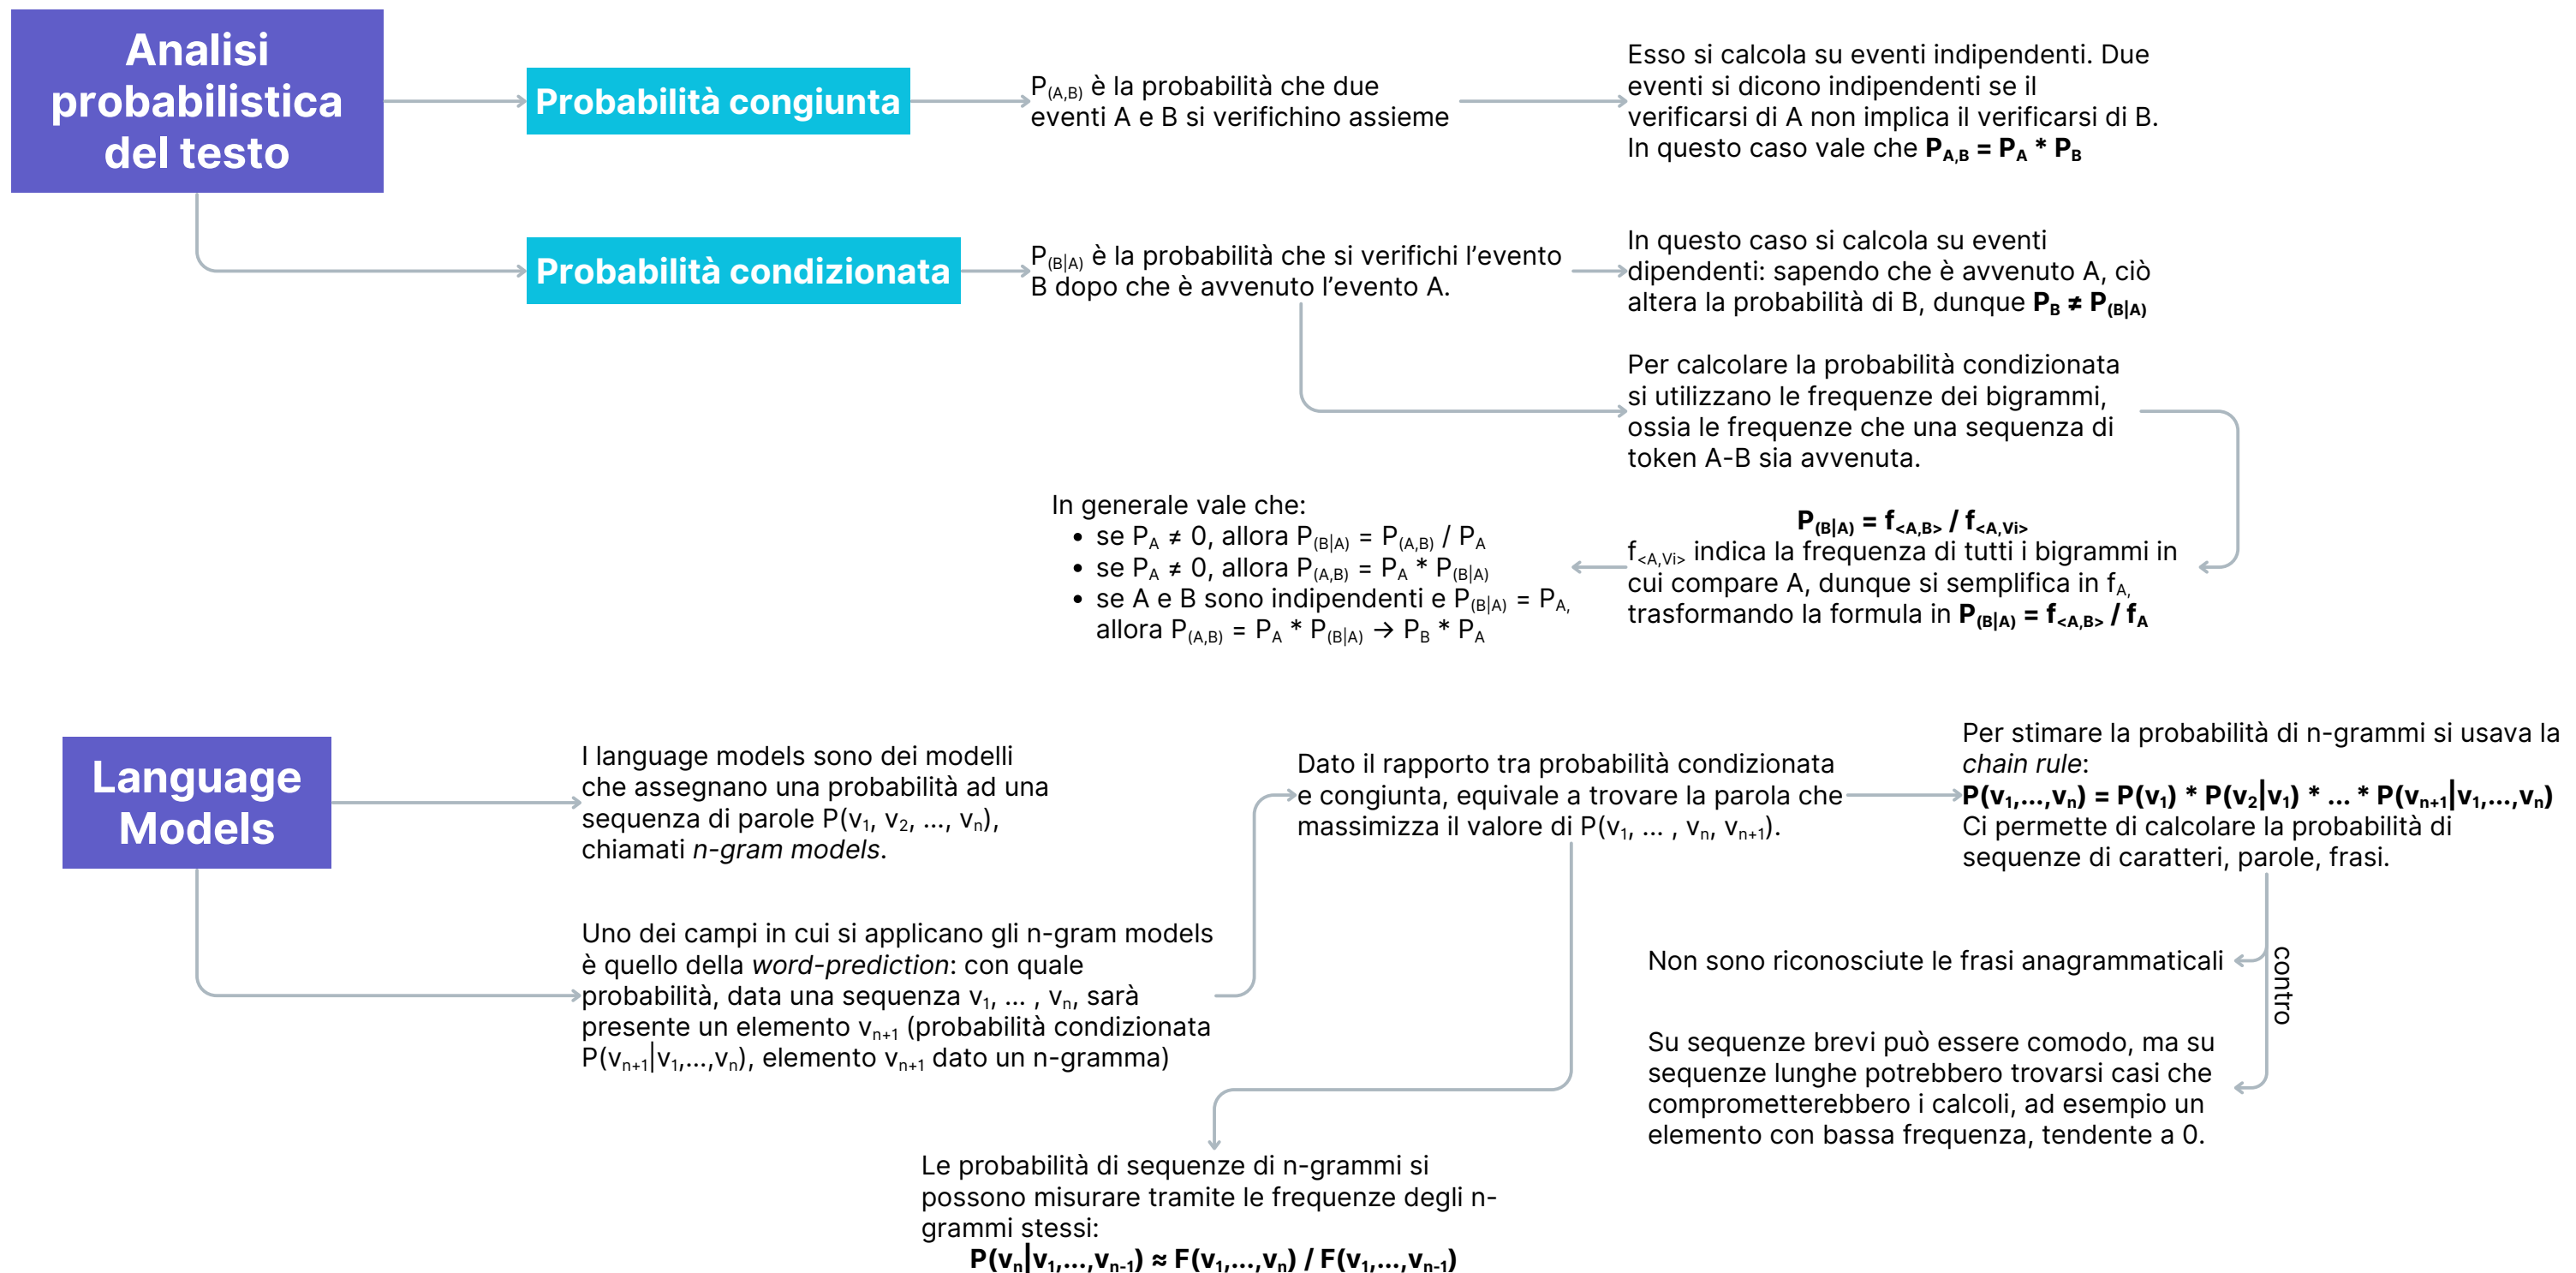 Analisi
probabilistica
del testo
Probabilità congiunta
P(A,B) è la probabilità che due
eventi A e B si verifichino assieme
Esso si calcola su eventi indipendenti. Due
eventi si dicono indipendenti se il
verificarsi di A non implica il verificarsi di B.
In questo caso vale che P_A,B = P_A * P_B
Probabilità condizionata
P(B|A) è la probabilità che si verifichi l’evento
B dopo che è avvenuto l’evento A.
In questo caso si calcola su eventi
dipendenti: sapendo che è avvenuto A, ciò
altera la probabilità di B, dunque P_B ≠ P(B|A)
Per calcolare la probabilità condizionata
si utilizzano le frequenze dei bigrammi,
ossia le frequenze che una sequenza di
token A-B sia avvenuta.
P(B|A) = f<A,B> / f<A,Vi>
f<A,Vi> indica la frequenza di tutti i bigrammi in
cui compare A, dunque si semplifica in f_A,
trasformando la formula in P(B|A) = f<A,B> / f_A
In generale vale che:
• se P_A ≠ 0, allora P(B|A) = P(A,B) / P_A
• se P_A ≠ 0, allora P(A,B) = P_A * P(B|A)
• se A e B sono indipendenti e P(B|A) = P_A,
allora P(A,B) = P_A * P(B|A) → P_B * P_A
Language
Models
I language models sono dei modelli
che assegnano una probabilità ad una
sequenza di parole P(v₁, v₂, ..., vₙ),
chiamati n-gram models.
Uno dei campi in cui si applicano gli n-gram models
è quello della word-prediction: con quale
probabilità, data una sequenza v₁, ... , vₙ, sarà
presente un elemento vₙ₊₁ (probabilità condizionata
P(vₙ₊₁|v₁,...,vₙ), elemento vₙ₊₁ dato un n-gramma)
Dato il rapporto tra probabilità condizionata
e congiunta, equivale a trovare la parola che
massimizza il valore di P(v₁, ... , vₙ, vₙ₊₁).
Per stimare la probabilità di n-grammi si usava la
chain rule:
P(v₁,...,vₙ) = P(v₁) * P(v₂|v₁) * ... * P(vₙ₊₁|v₁,...,vₙ)
Ci permette di calcolare la probabilità di
sequenze di caratteri, parole, frasi.
contro
Non sono riconosciute le frasi anagrammaticali
Su sequenze brevi può essere comodo, ma su
sequenze lunghe potrebbero trovarsi casi che
comprometterebbero i calcoli, ad esempio un
elemento con bassa frequenza, tendente a 0.
Le probabilità di sequenze di n-grammi si
possono misurare tramite le frequenze degli n-
grammi stessi:
P(vₙ|v₁,...,vₙ₋₁) ≈ F(v₁,...,vₙ) / F(v₁,...,vₙ₋₁)